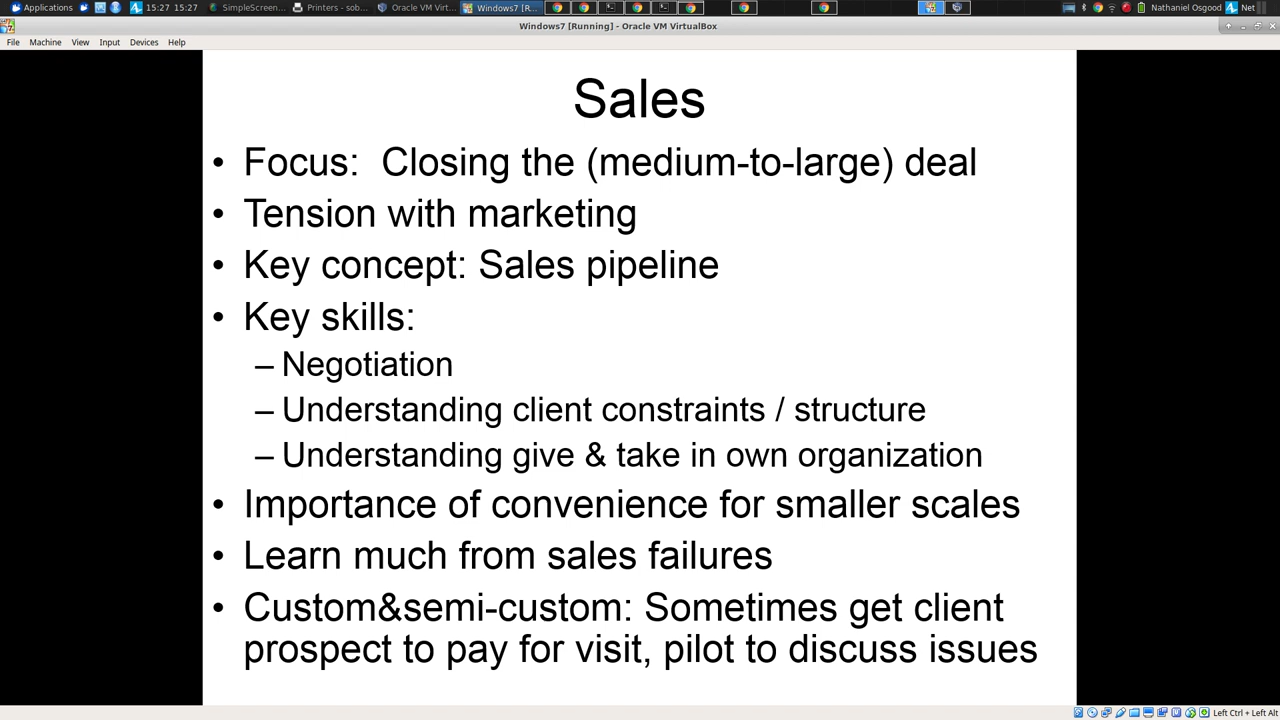 Applications 15:27 15:27 SimpleScreen... Printers - sob... Oracle VM Virt... Windows7 [R... Nathaniel Osgood Net
Windows7 [Running] - Oracle VM VirtualBox
File Machine View Input Devices Help
Sales
• Focus: Closing the (medium-to-large) deal
• Tension with marketing
• Key concept: Sales pipeline
• Key skills:
– Negotiation
– Understanding client constraints / structure
– Understanding give & take in own organization
• Importance of convenience for smaller scales
• Learn much from sales failures
• Custom&semi-custom: Sometimes get client
prospect to pay for visit, pilot to discuss issues
Left Ctrl + Left Alt